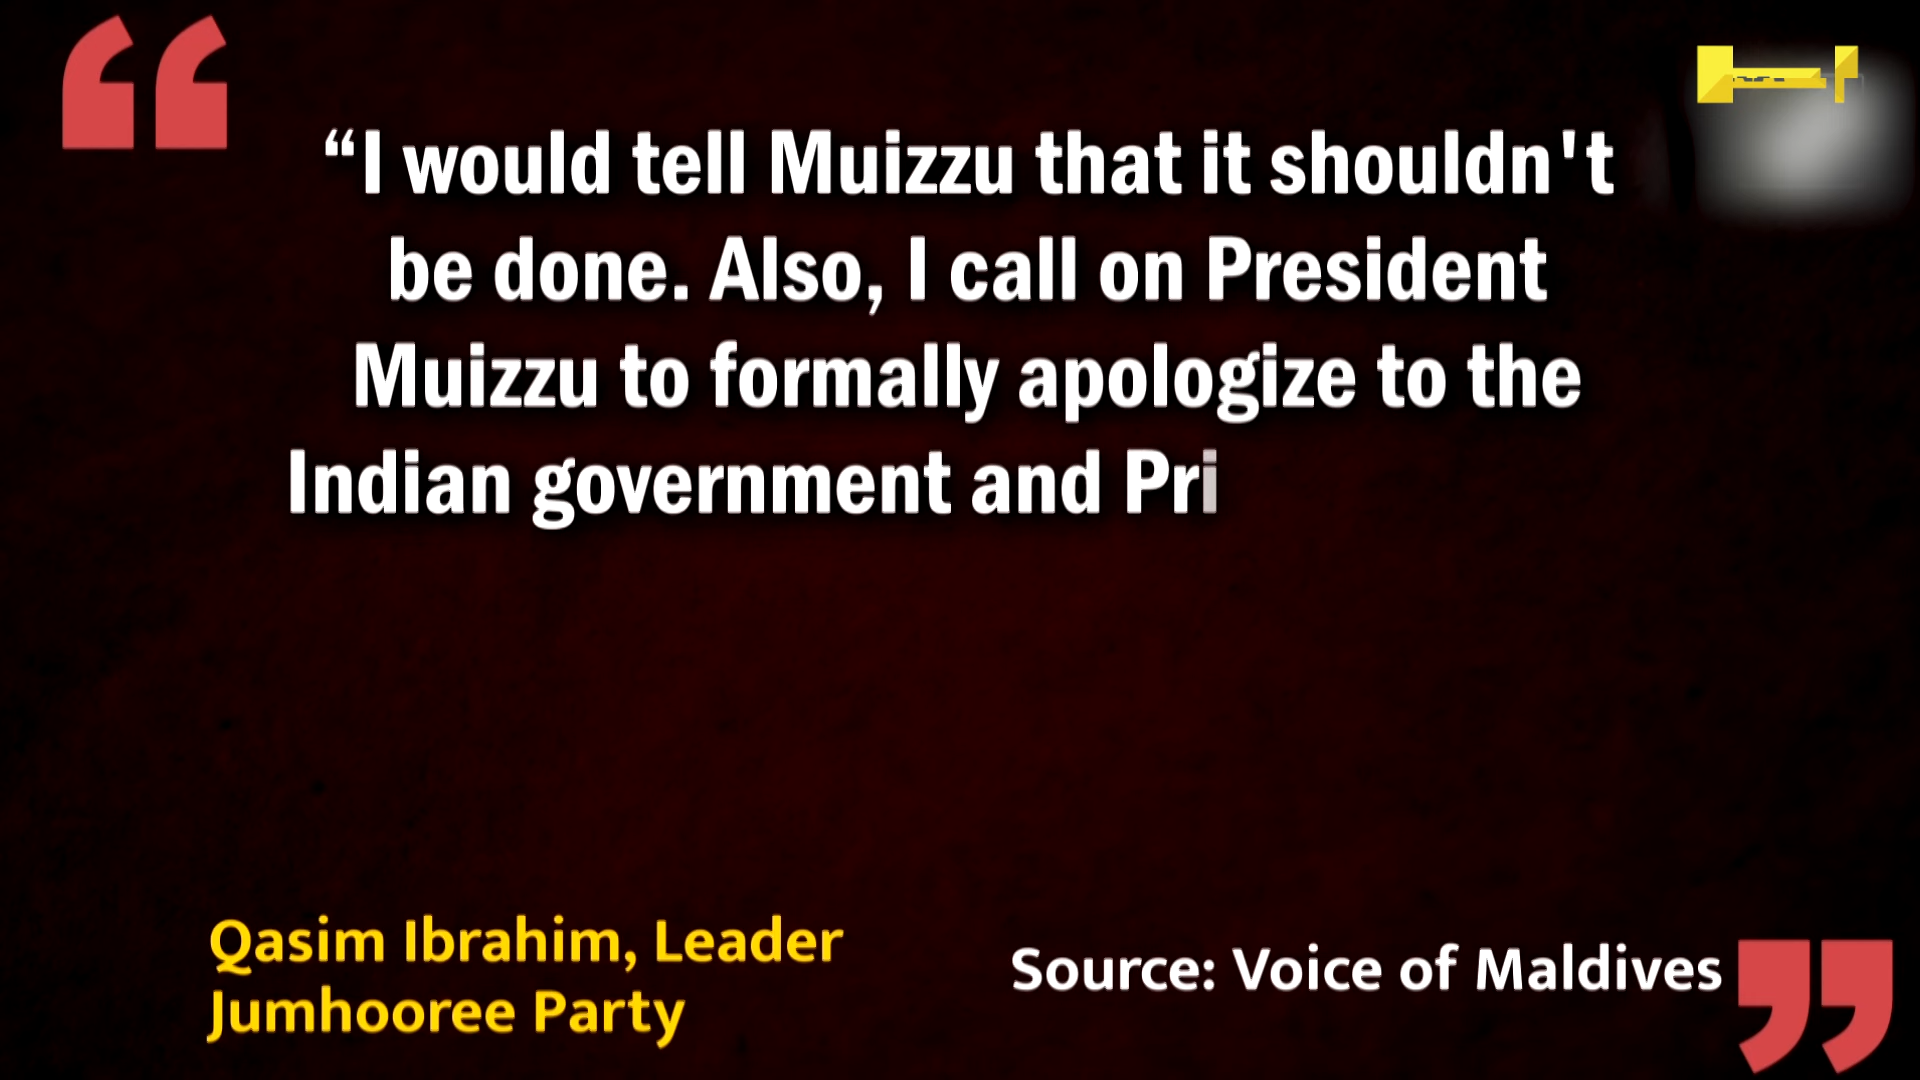 “I would tell Muizzu that it shouldn't
be done. Also, I call on President
Muizzu to formally apologize to the
Indian government and Pri
Qasim Ibrahim, Leader
Jumhooree Party
Source: Voice of Maldives